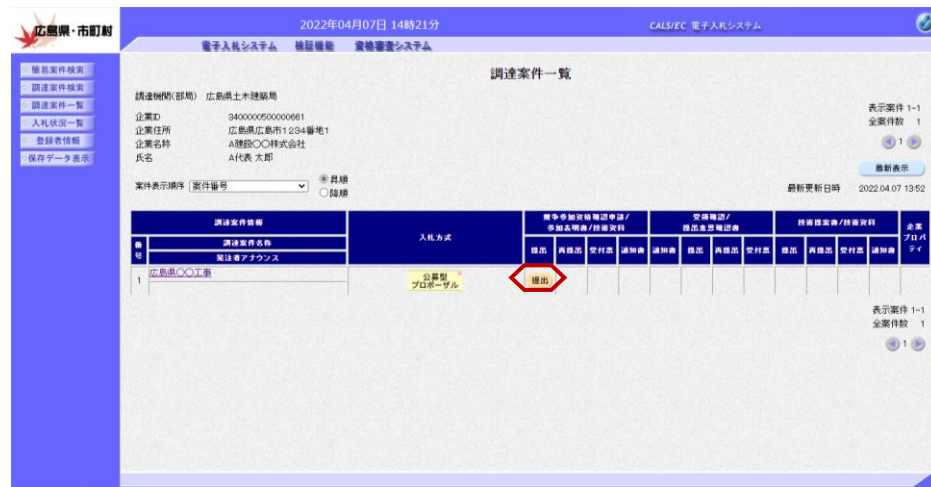 広島県・市町村
2022年04月07日 14時21分
CALS/EC 電子入札システム
電子入札システム 検証機能 資格審査システム
簡易案件検索
調達案件検索
調達案件一覧
入札状況一覧
登録者情報
保存データ表示
調達案件一覧
調達機関(部局) 広島県土木建築局
企業ID 3400000500000661
企業住所 広島県広島市1234番地1
企業名称 A建設〇〇株式会社
氏名 A代表 太郎
表示案件 1-1
全案件数 1
1
最新表示
案件表示順序 案件番号
昇順
降順
最新更新日時 2022.04.07 13:52
調達案件情報
番号
調達案件名称
発注者アナウンス
入札方式
競争参加資格確認申請/
参加表明書/技術資料
提出 再提出 受付票 通知書
受領確認/
提出意思確認書
通知書 提出 再提出 受付票
技術提案書/技術資料
提出 再提出 受付票 通知書
企業
プロパ
ティ
1 広島県〇〇工事 公募型
プロポーザル 提出
表示案件 1-1
全案件数 1
1